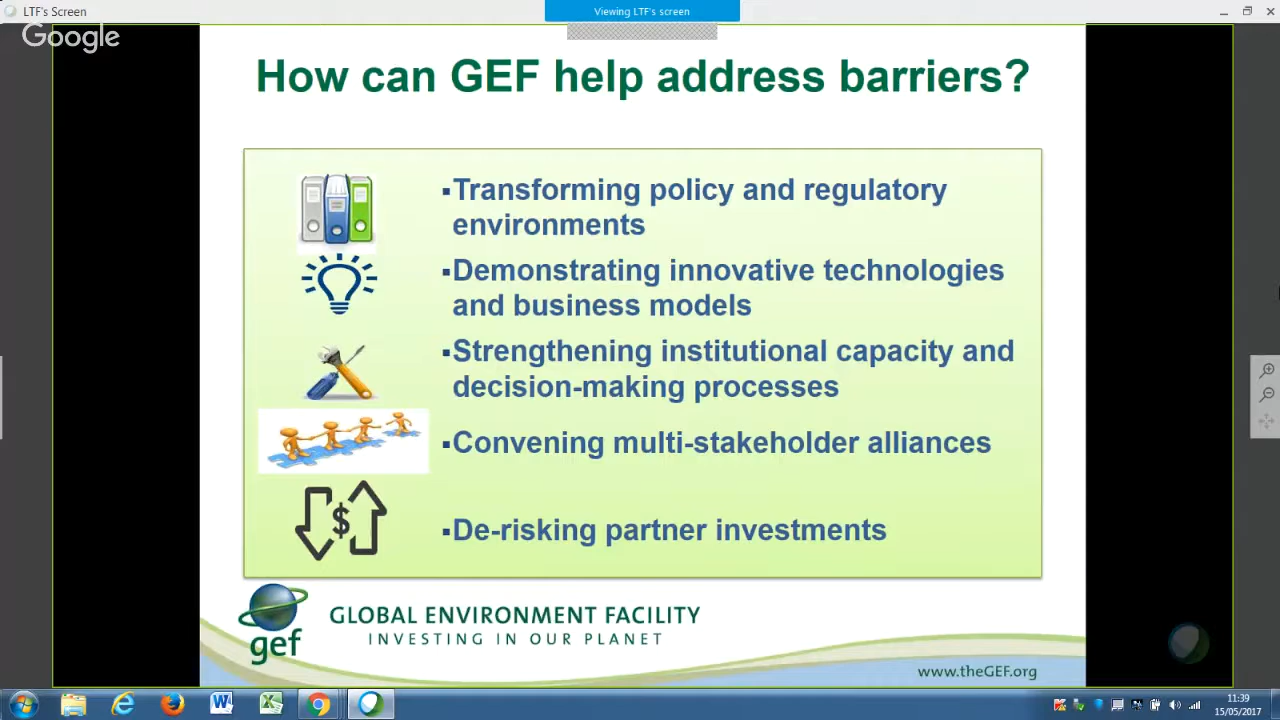 LTF's Screen
Viewing LTF's screen
Google
How can GEF help address barriers?
▪Transforming policy and regulatory
environments
▪Demonstrating innovative technologies
and business models
▪Strengthening institutional capacity and
decision-making processes
▪Convening multi-stakeholder alliances
$
▪De-risking partner investments
gef
GLOBAL ENVIRONMENT FACILITY
INVESTING IN OUR PLANET
www.theGEF.org
11:39
15/05/2017